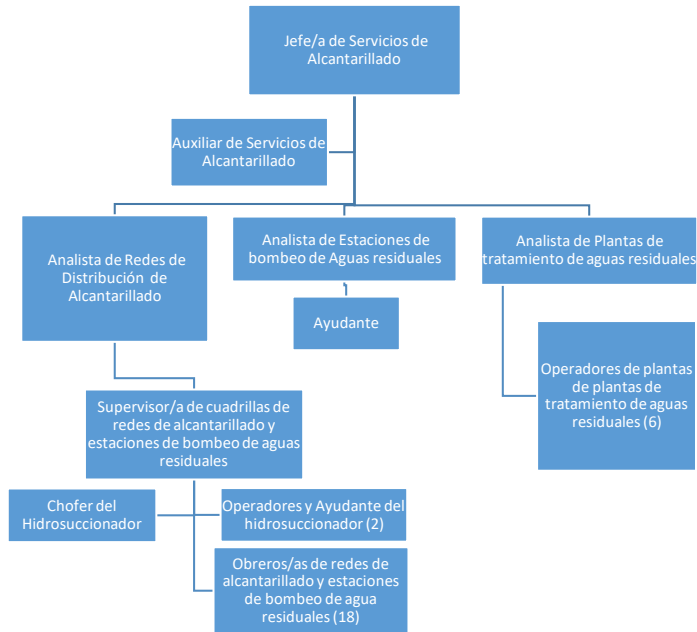 Jefe/a de Servicios de
Alcantarillado
Auxiliar de Servicios de
Alcantarillado
Analista de Redes de
Distribución de
Alcantarillado
Analista de Estaciones de
bombeo de Aguas residuales
Analista de Plantas de
tratamiento de aguas residuales
Ayudante
Operadores de plantas
de plantas de
tratamiento de aguas
residuales (6)
Supervisor/a de cuadrillas de
redes de alcantarillado y
estaciones de bombeo de aguas
residuales
Chofer del
Hidrosuccionador
Operadores y Ayudante del
hidrosuccionador (2)
Obreros/as de redes de
alcantarillado y estaciones
de bombeo de agua
residuales (18)